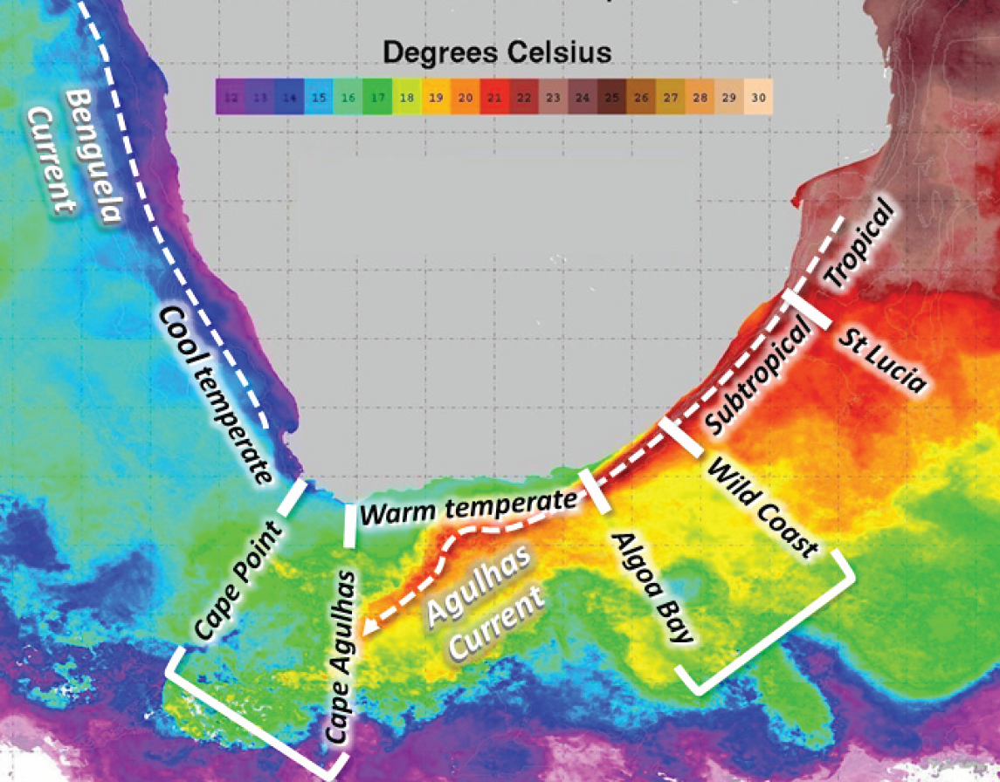 Degrees Celsius
12 13 14 15 16 17 18 19 20 21 22 23 24 25 26 27 28 29 30
Benguela
Current
Cool temperate
Cape Point
Cape Agulhas
Warm temperate
Agulhas
Current
Algoa Bay
Wild Coast
Subtropical
St Lucia
Tropical